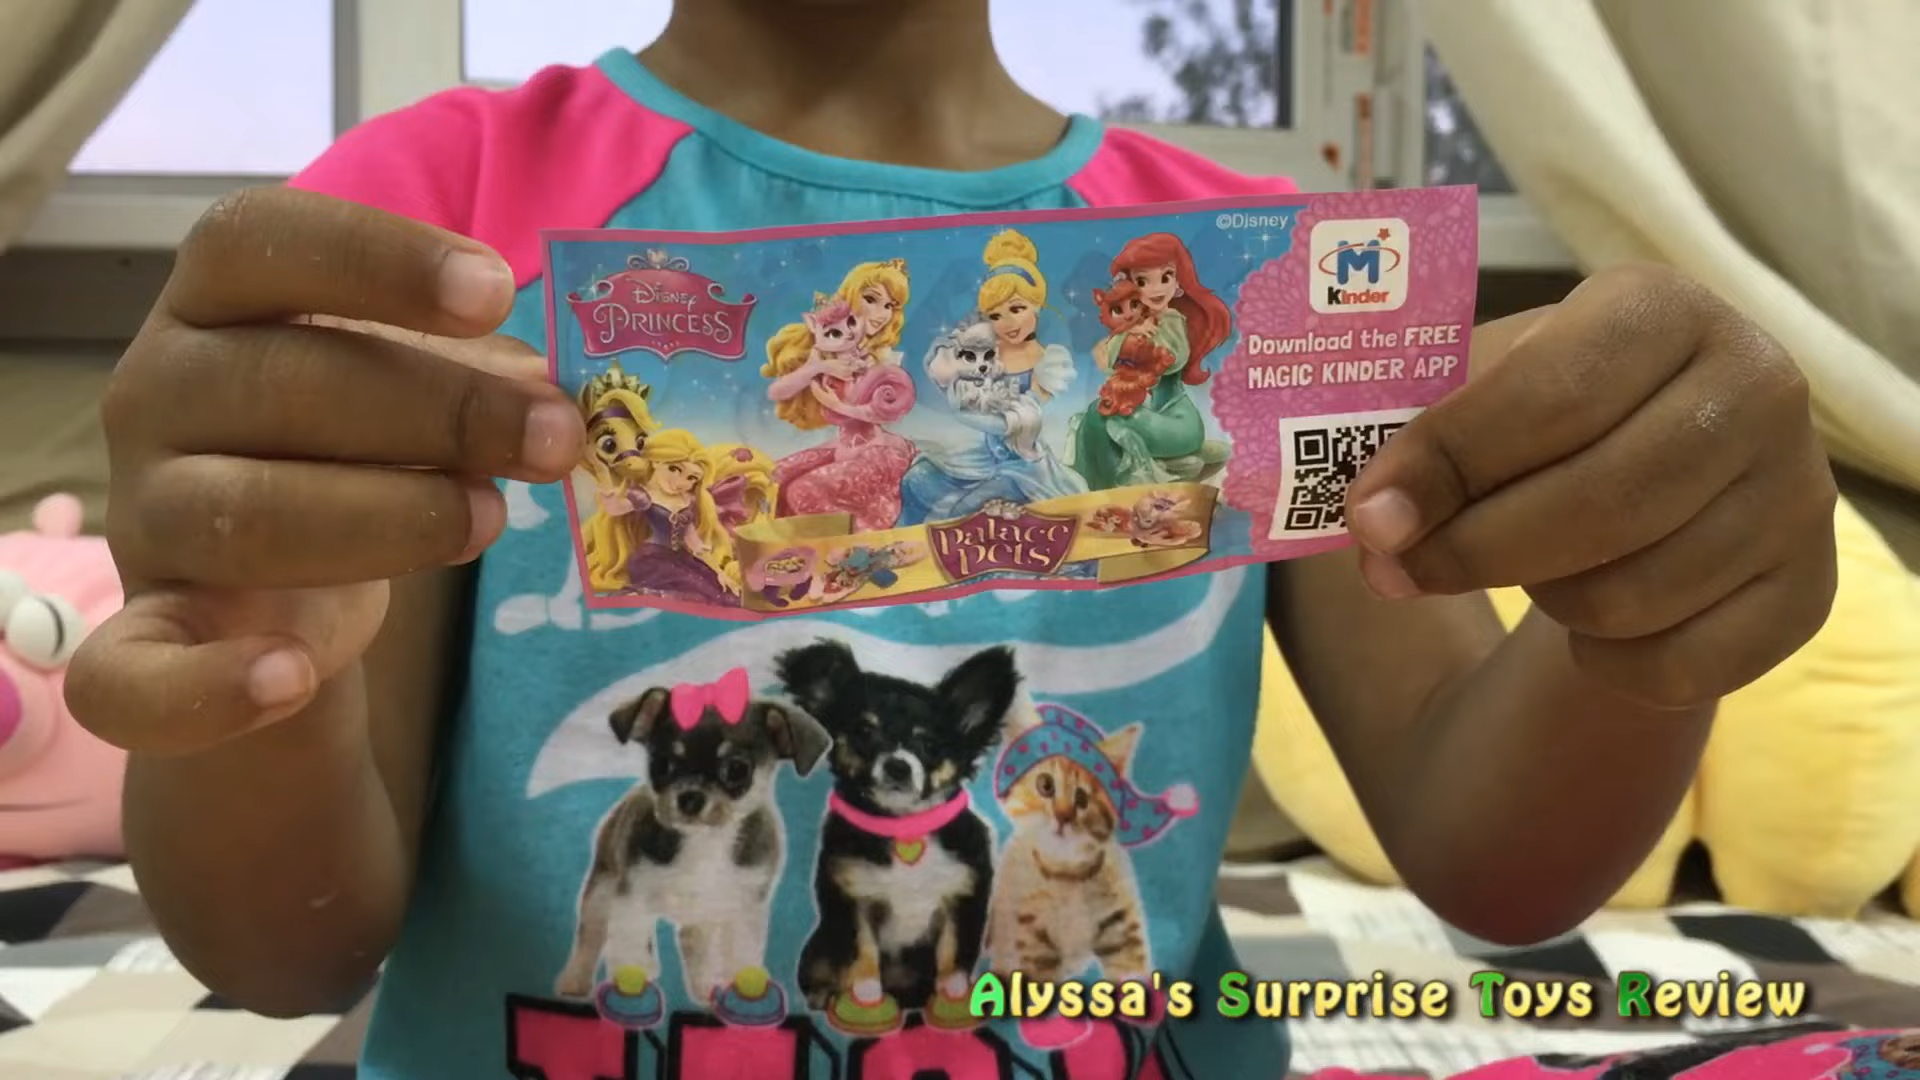 ©Disney
Disney
PRINCESS
M
Kinder
Download the FREE
MAGIC KINDER APP
Palace
Pets
Alyssa's Surprise Toys Review